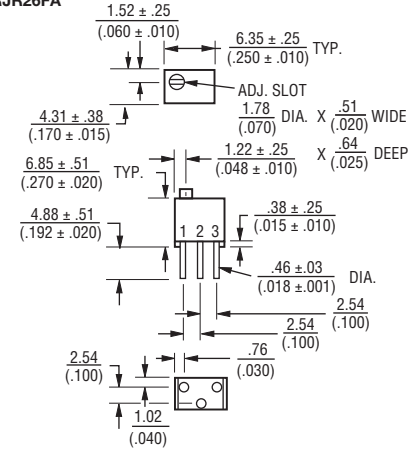 1.52 ± .25
(.060 ± .010)
6.35 ± .25
(.250 ± .010)
TYP.
ADJ. SLOT
1.78
(.070)
DIA. X
.51
(.020)
WIDE
X
.64
(.025)
DEEP
4.31 ± .38
(.170 ± .015)
1.22 ± .25
(.048 ± .010)
6.85 ± .51
(.270 ± .020)
TYP.
4.88 ± .51
(.192 ± .020)
.38 ± .25
(.015 ± .010)
1 2 3
.46 ±.03
(.018 ±.001)
DIA.
2.54
(.100)
2.54
(.100)
2.54
(.100)
.76
(.030)
1.02
(.040)